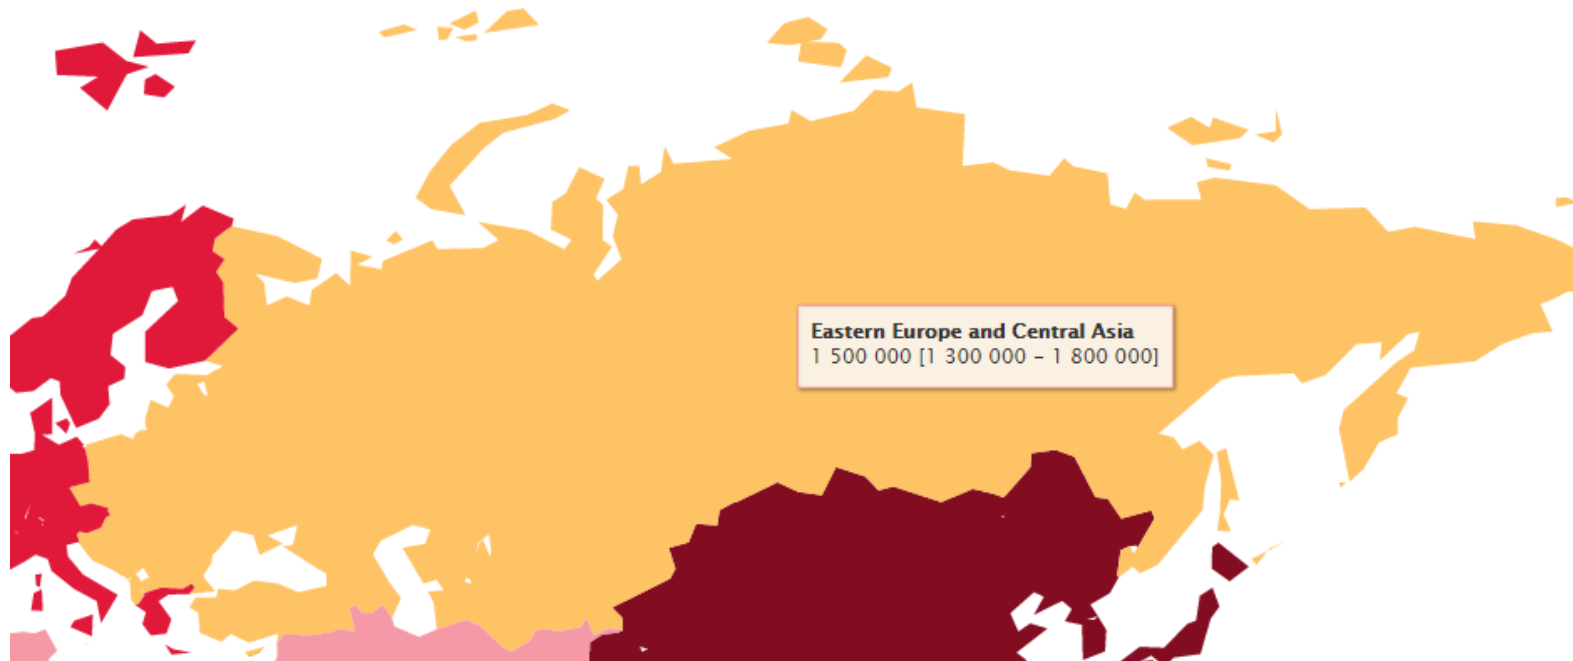 Eastern Europe and Central Asia
1 500 000 [1 300 000 – 1 800 000]